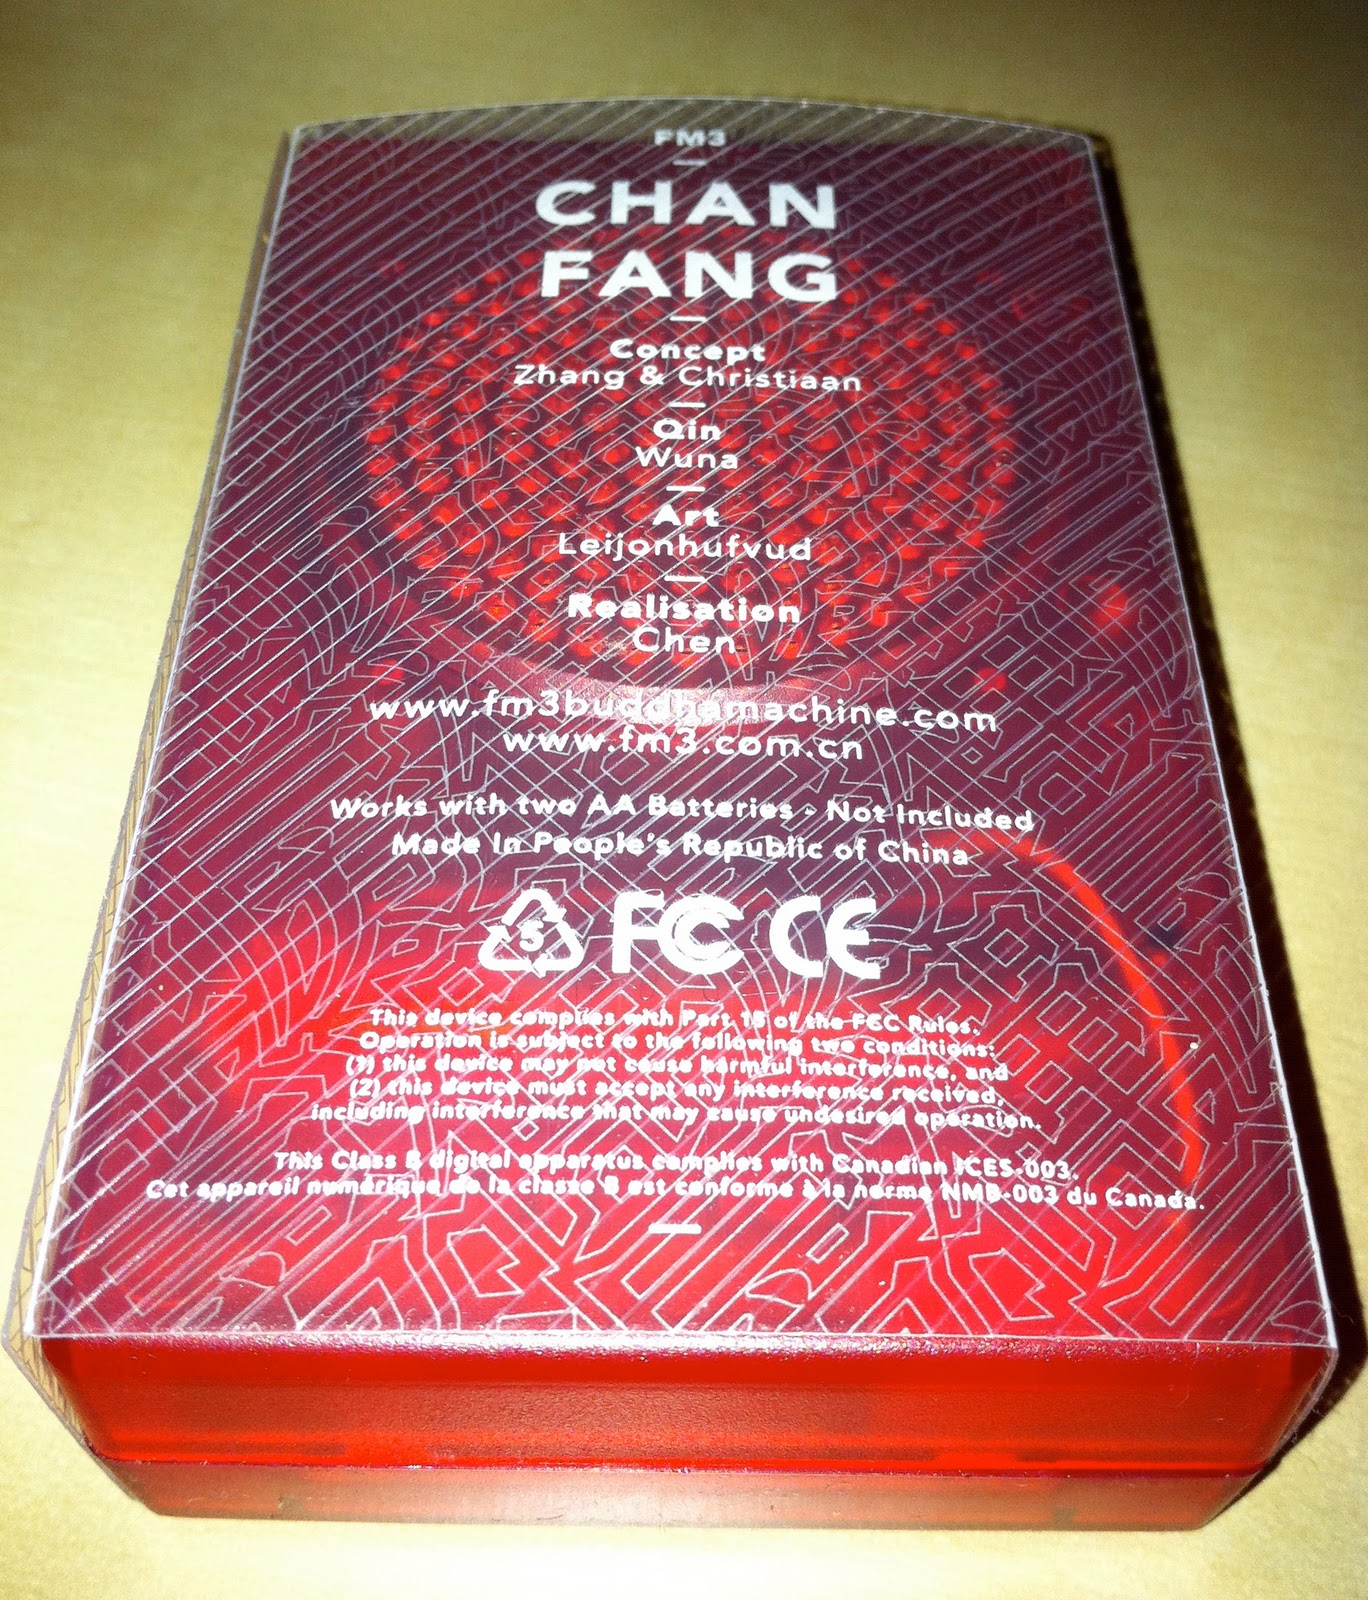 FM3
CHAN
FANG
Concept
Zhang & Christiaan
Qin
Wuna
Art
Leijonhufvud
Realisation
Chen
www.fm3buddhamachine.com
www.fm3.com.cn
Works with two AA Batteries - Not Included
Made In People's Republic of China
5 FC CE
This device complies with Part 15 of the FCC Rules.
Operation is subject to the following two conditions:
(1) this device may not cause harmful interference, and
(2) this device must accept any interference received,
including interference that may cause undesired operation.
This Class B digital apparatus complies with Canadian ICES-003.
Cet appareil numérique de la classe B est conforme à la norme NMB-003 du Canada.